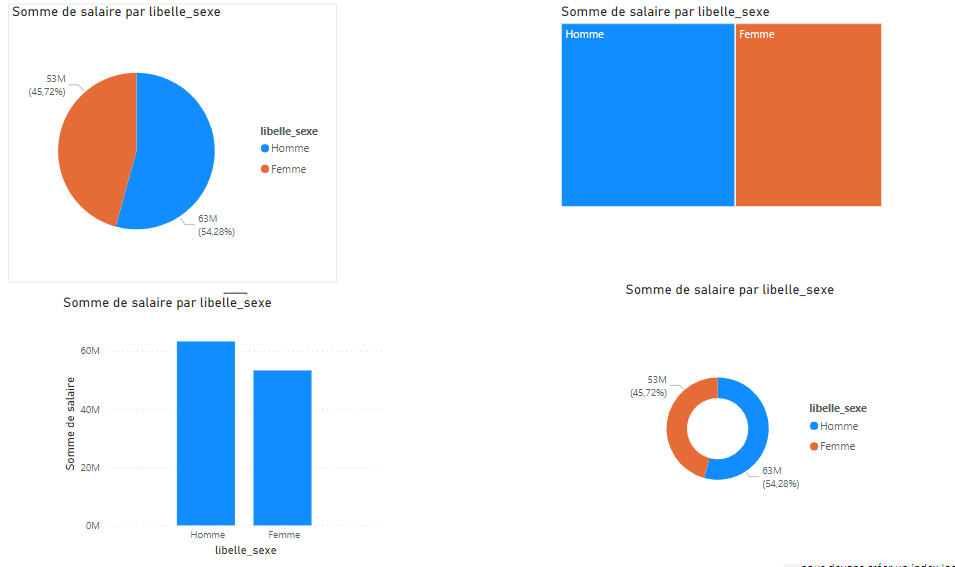 Somme de salaire par libelle_sexe
53M
(45,72%)
63M
(54,28%)
libelle_sexe
Homme
Femme
Somme de salaire par libelle_sexe
Homme
Femme
Somme de salaire par libelle_sexe
Somme de salaire
60M
40M
20M
0M
Homme
Femme
libelle_sexe
Somme de salaire par libelle_sexe
53M
(45,72%)
63M
(54,28%)
libelle_sexe
Homme
Femme